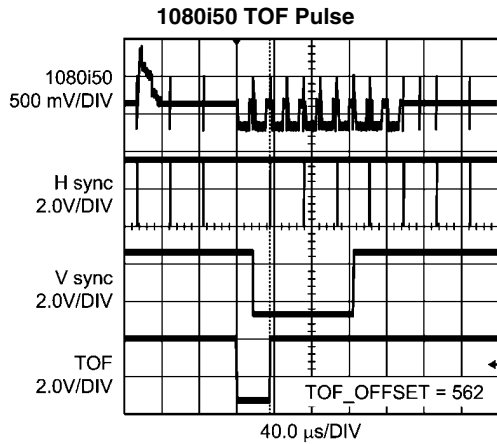 1080i50 TOF Pulse
1080i50
500 mV/DIV
H sync
2.0V/DIV
V sync
2.0V/DIV
TOF
2.0V/DIV
TOF_OFFSET = 562
40.0 μs/DIV